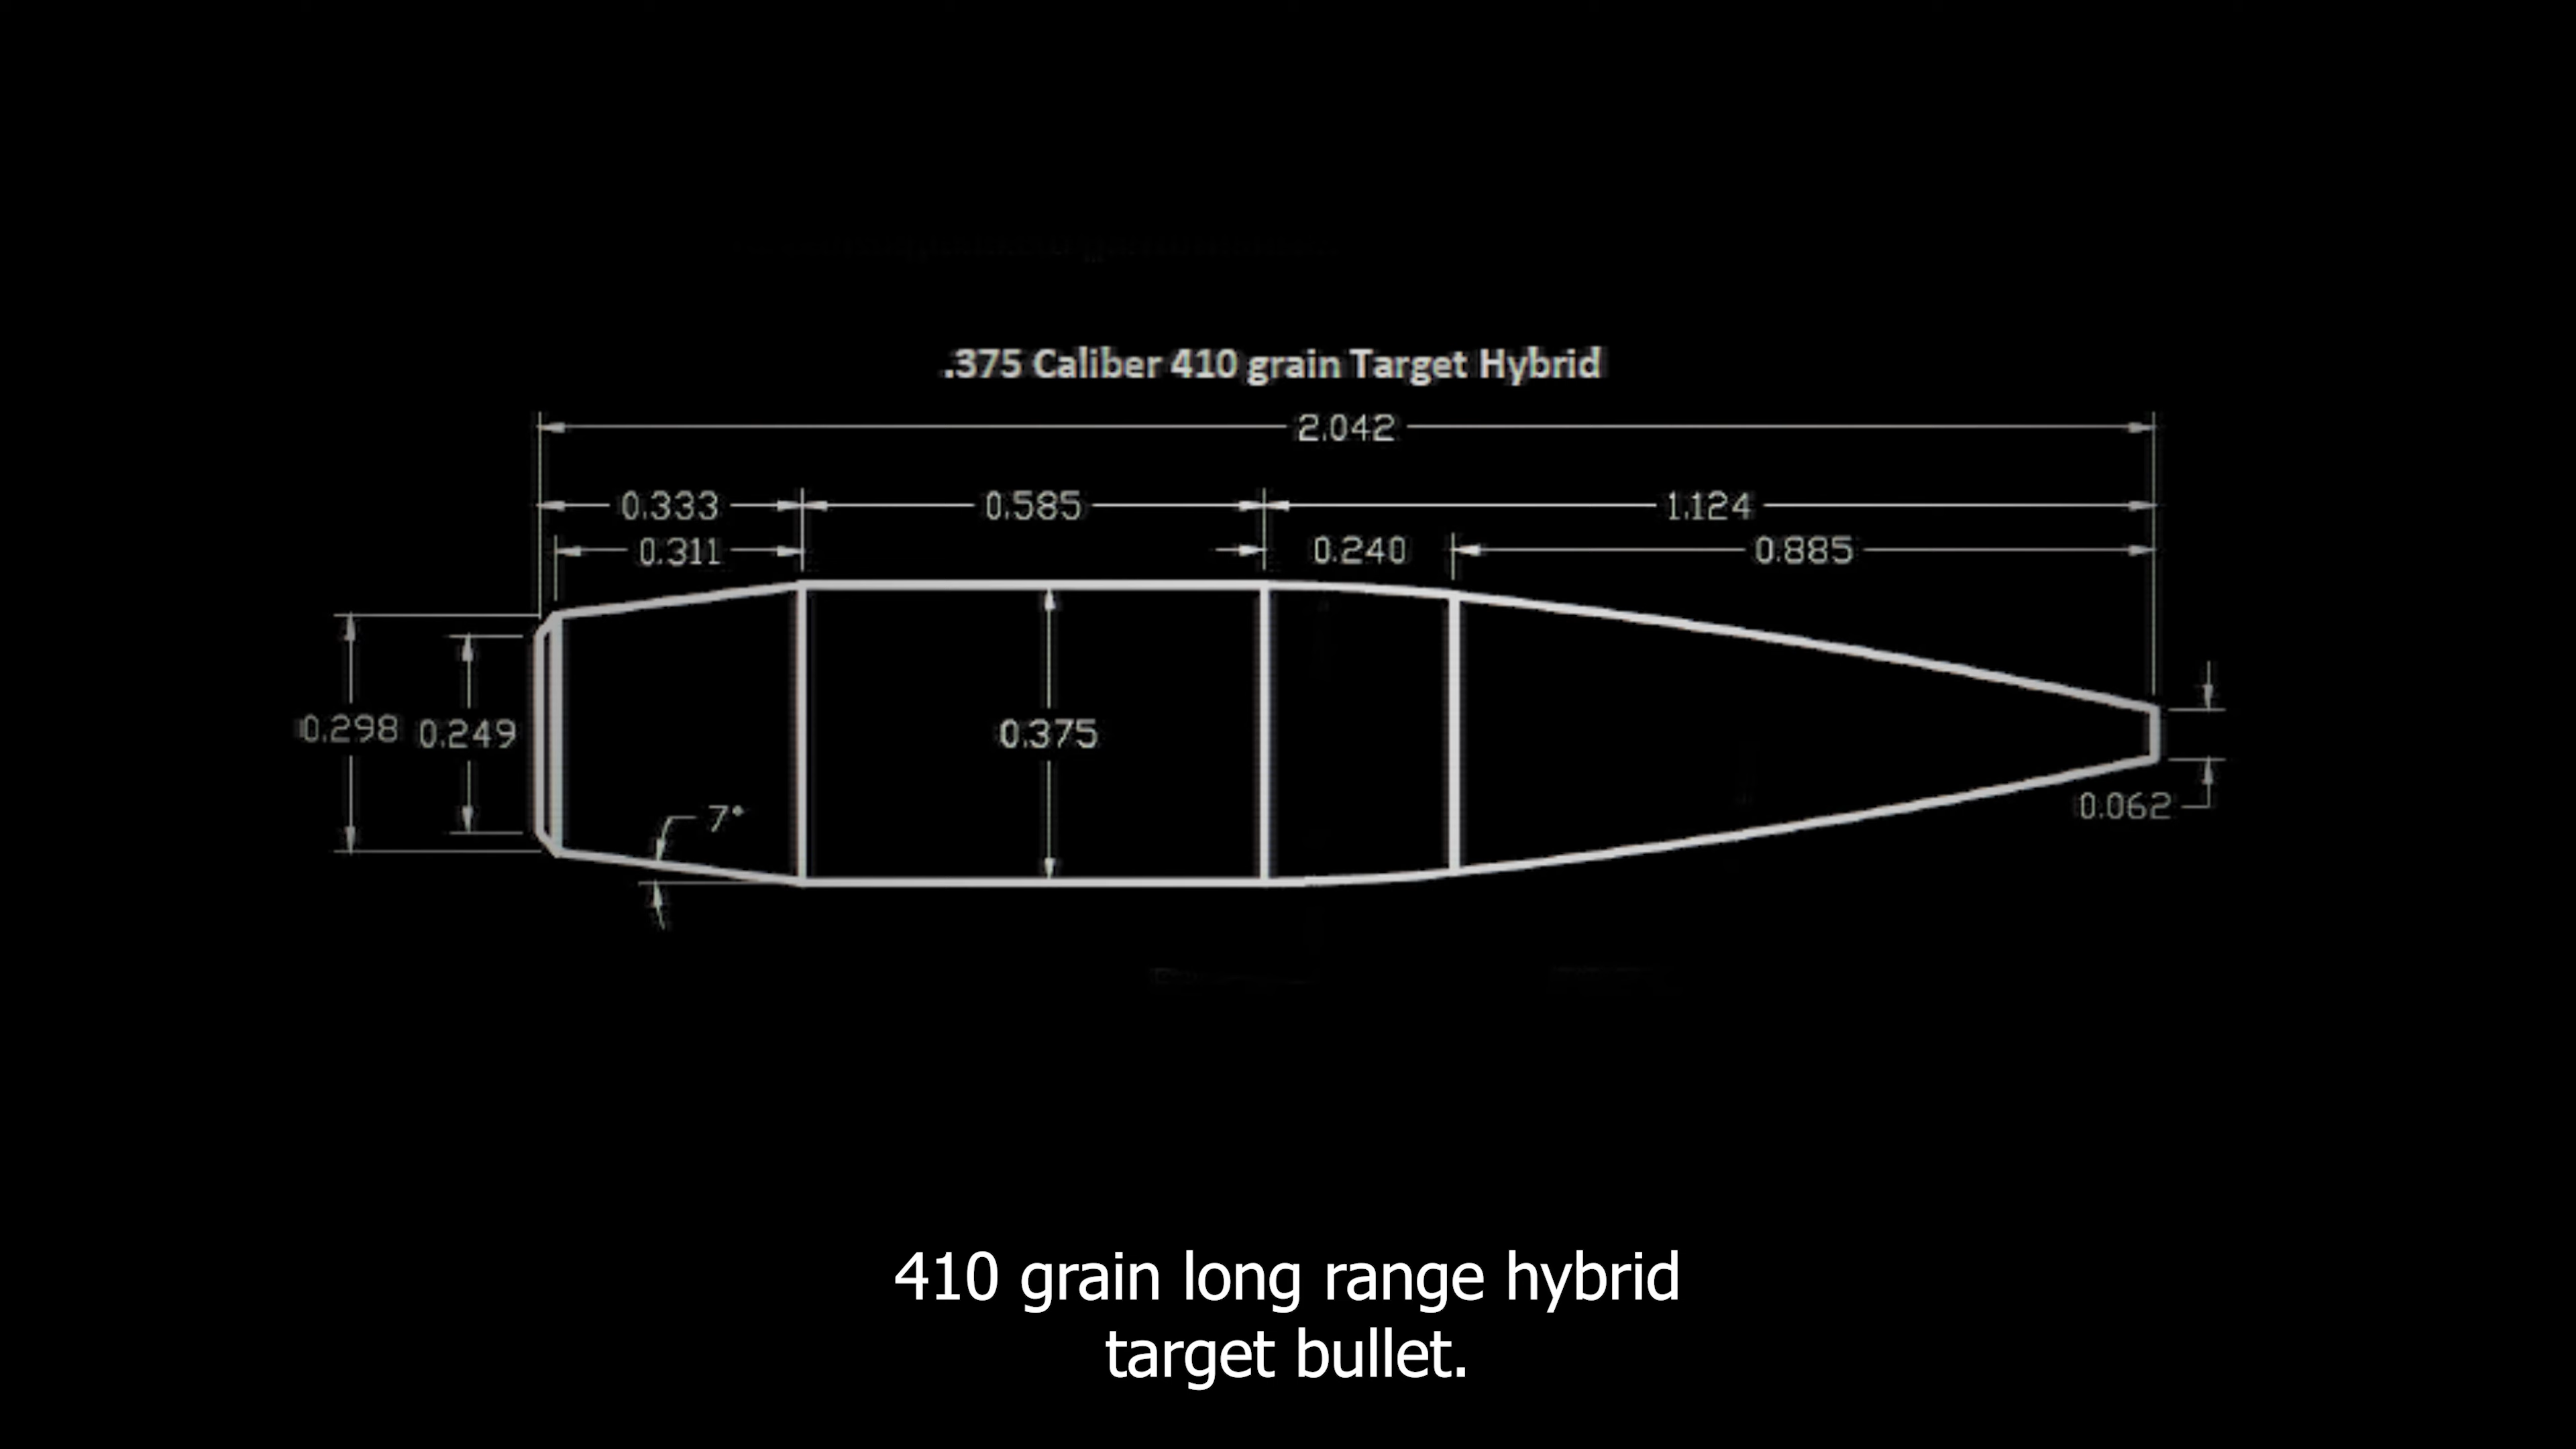 .375 Caliber 410 grain Target Hybrid
2.042
0.333 0.585 1.124
0.311 0.240 0.885
0.298 0.249 0.375
7°
0.062
410 grain long range hybrid
target bullet.